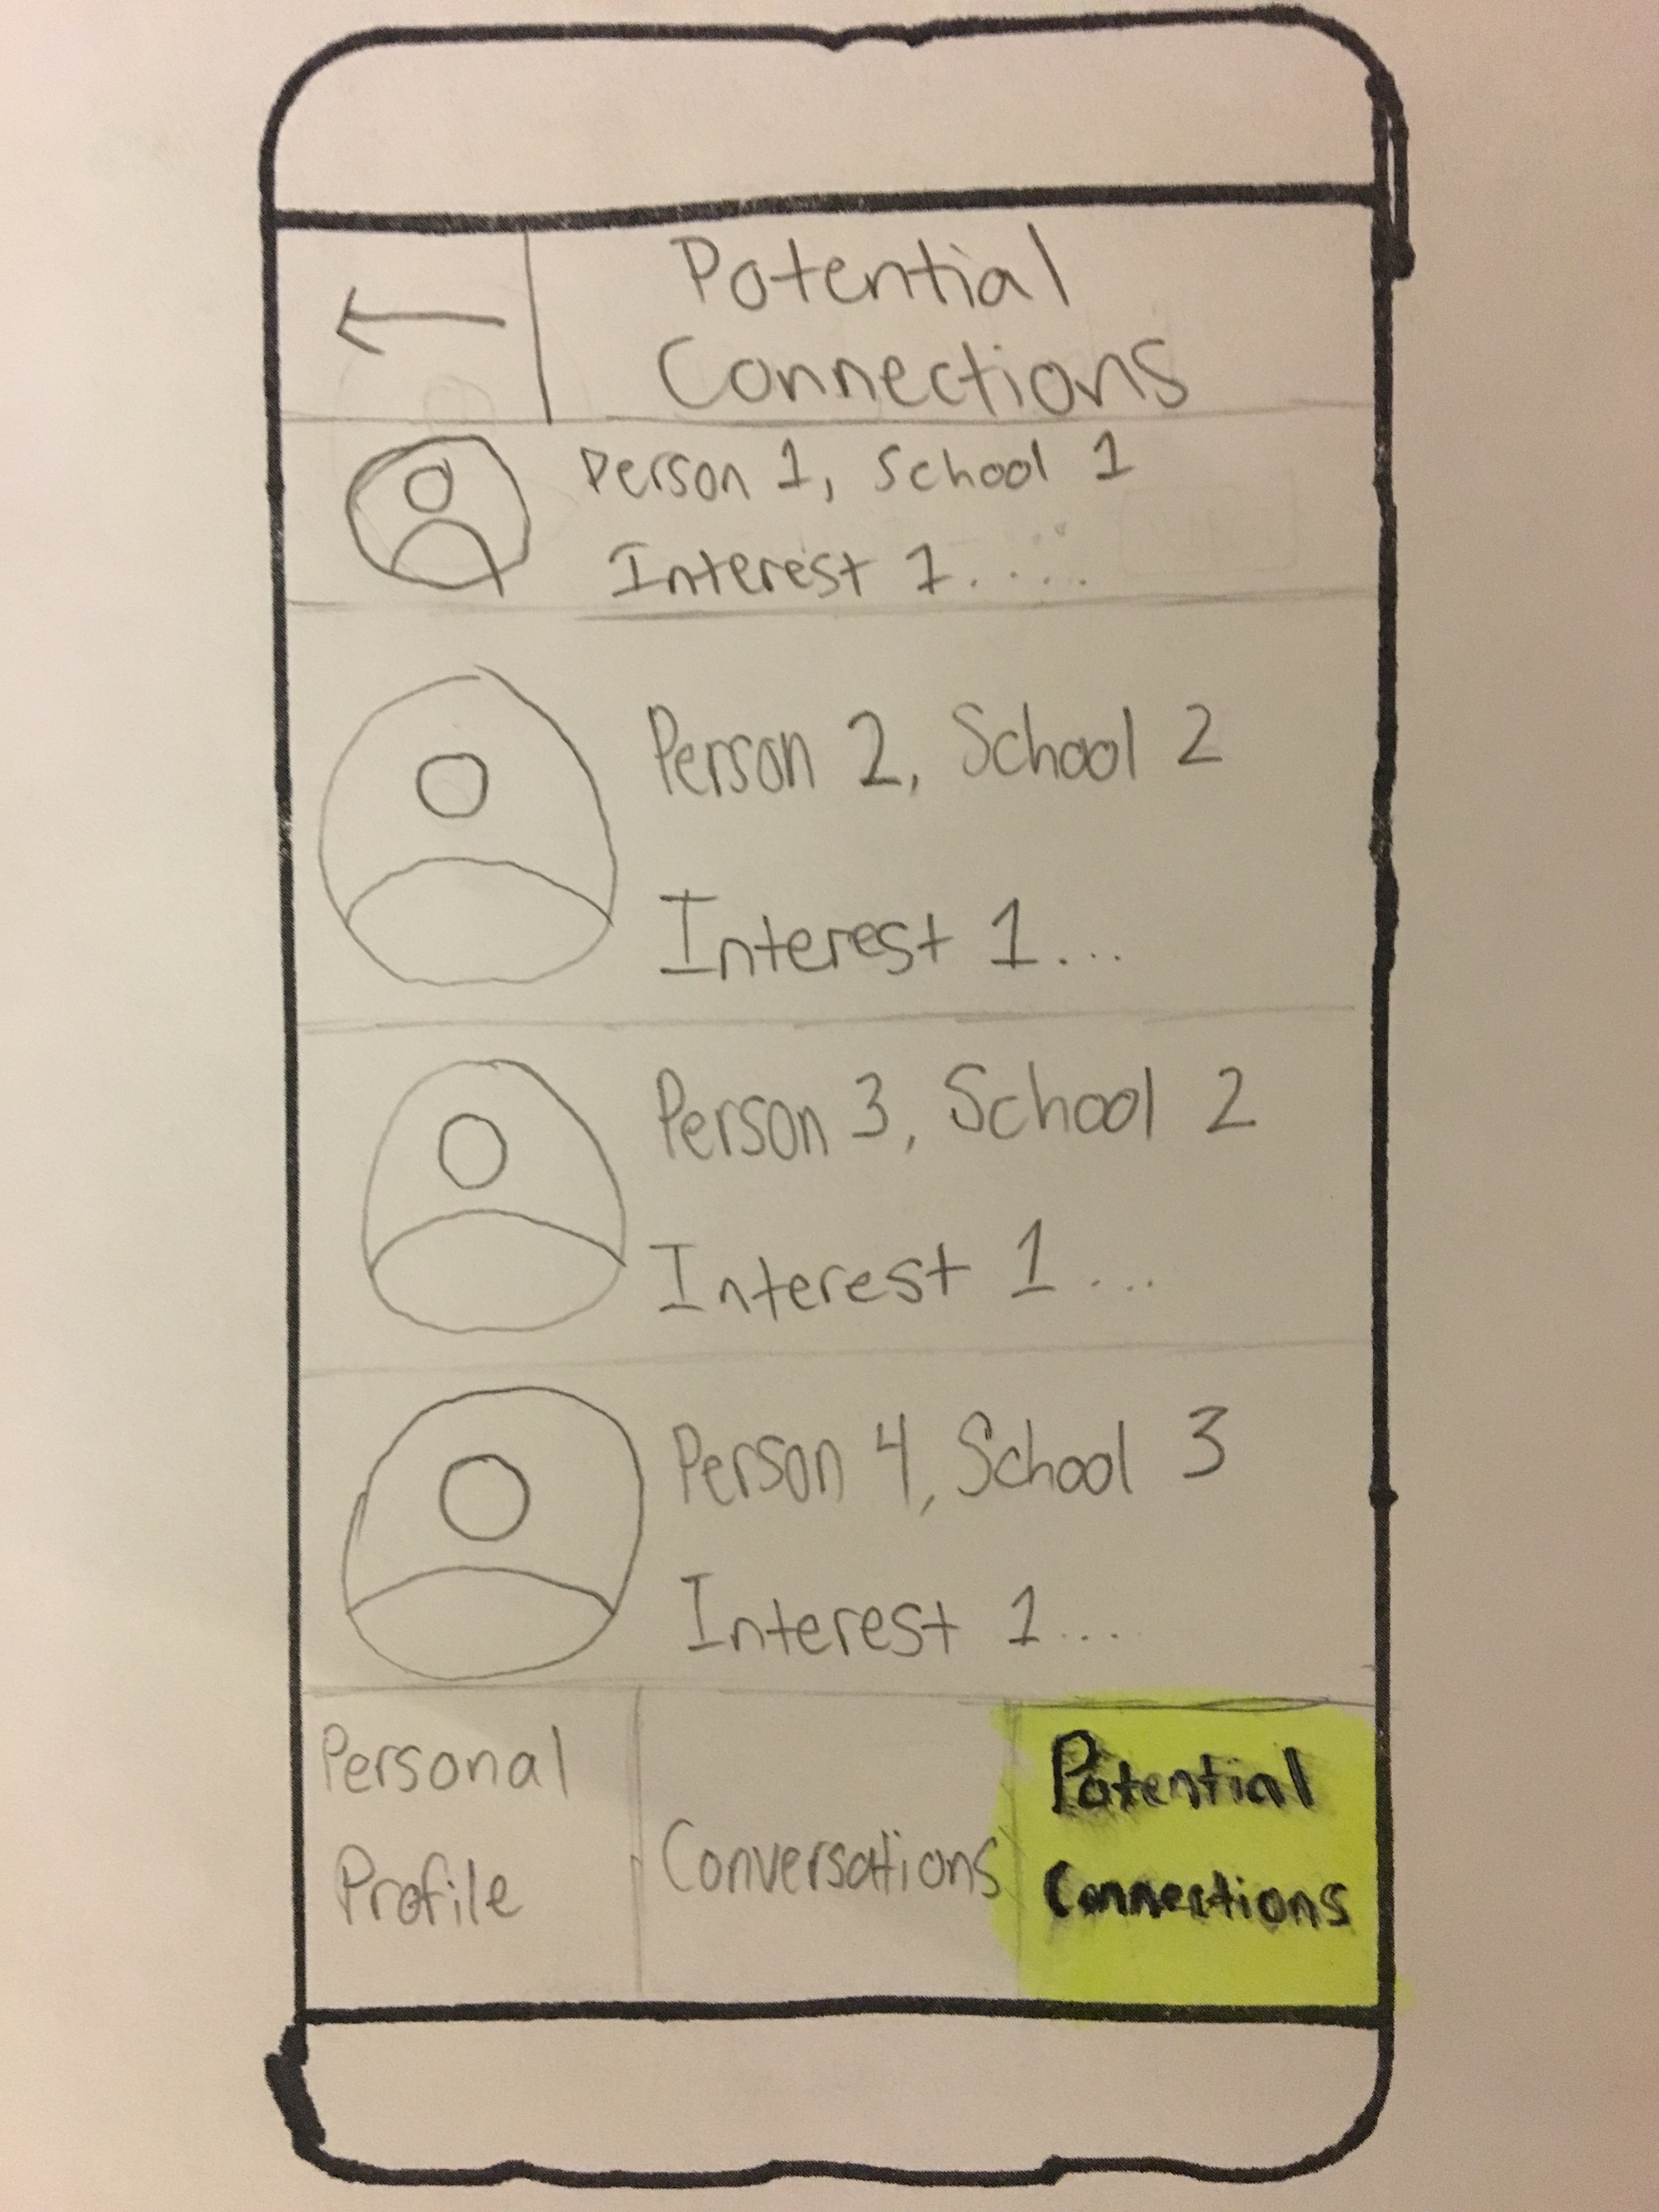 Potential
Connections
Person 1, School 1
Interest 1.....
Person 2, School 2
Interest 1...
Person 3, School 2
Interest 1...
Person 4, School 3
Interest 1...
Personal
Profile
Conversations
Potential
Connections